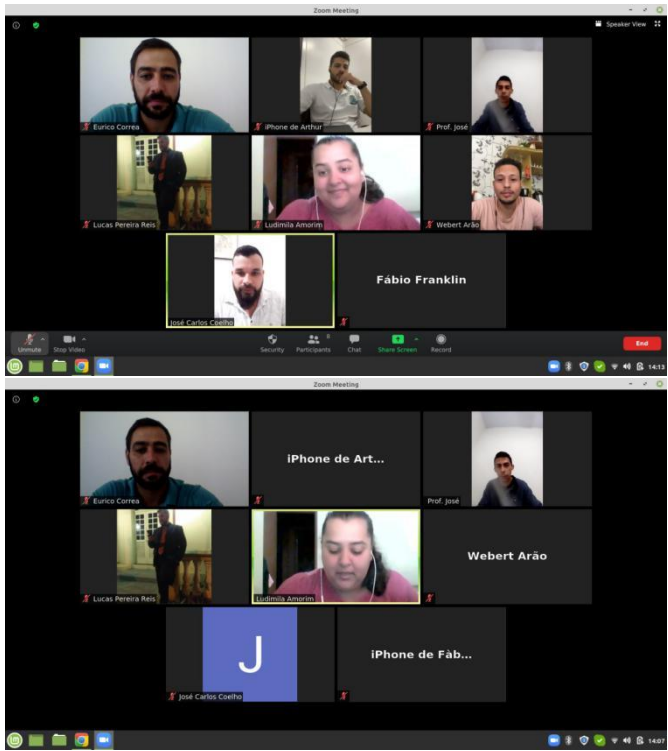 Zoom Meeting
Speaker View
Eurico Correa
iPhone de Arthur
Prof. José
Lucas Pereira Reis
Ludimila Amorim
Webert Arão
José Carlos Coelho
Fábio Franklin
Unmute
Stop Video
Security
Participants
8
Chat
Share Screen
Record
End
14:13
Zoom Meeting
Eurico Correa
iPhone de Art...
Prof. José
Lucas Pereira Reis
Ludimila Amorim
Webert Arão
J
José Carlos Coelho
iPhone de Fàb...
14:07